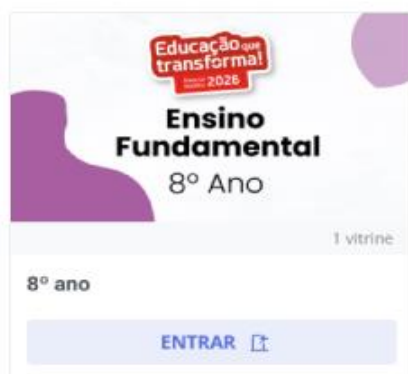 Educação que
transforma!
2026
Ensino
Fundamental
8º Ano
1 vitrine
8º ano
ENTRAR